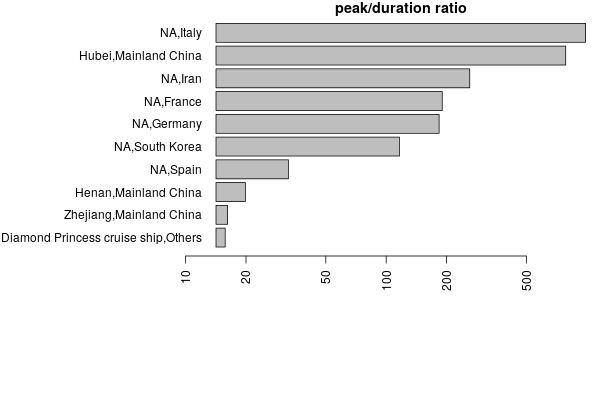 peak/duration ratio
NA,Italy
Hubei,Mainland China
NA,Iran
NA,France
NA,Germany
NA,South Korea
NA,Spain
Henan,Mainland China
Zhejiang,Mainland China
Diamond Princess cruise ship,Others
10
20
50
100
200
500